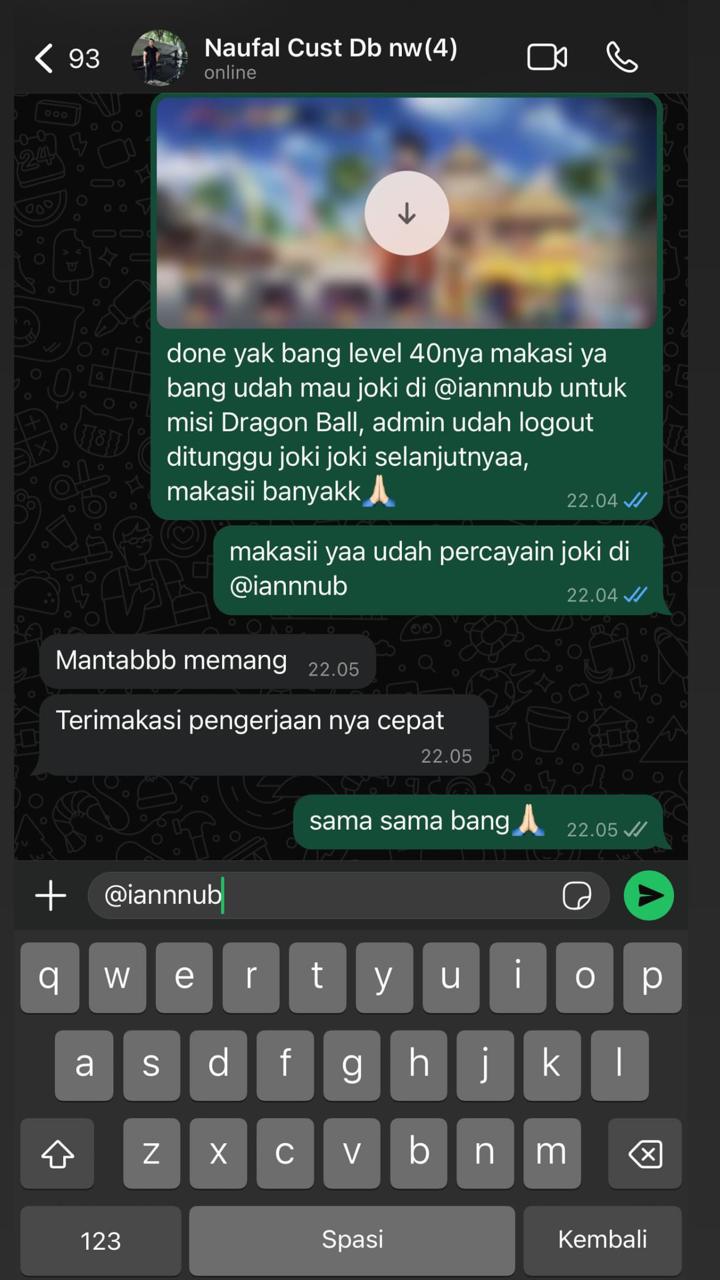 93
Naufal Cust Db nw(4)
online
done yak bang level 40nya makasi ya
bang udah mau joki di @iannnub untuk
misi Dragon Ball, admin udah logout
ditunggu joki joki selanjutnyaa,
makasii banyakk🙏🏻
22.04
makasii yaa udah percayain joki di
@iannnub
22.04
Mantabbb memang
22.05
Terimakasi pengerjaan nya cepat
22.05
sama sama bang🙏🏻
22.05
@iannnub
q w e r t y u i o p
a s d f g h j k l
z x c v b n m
123 Spasi Kembali